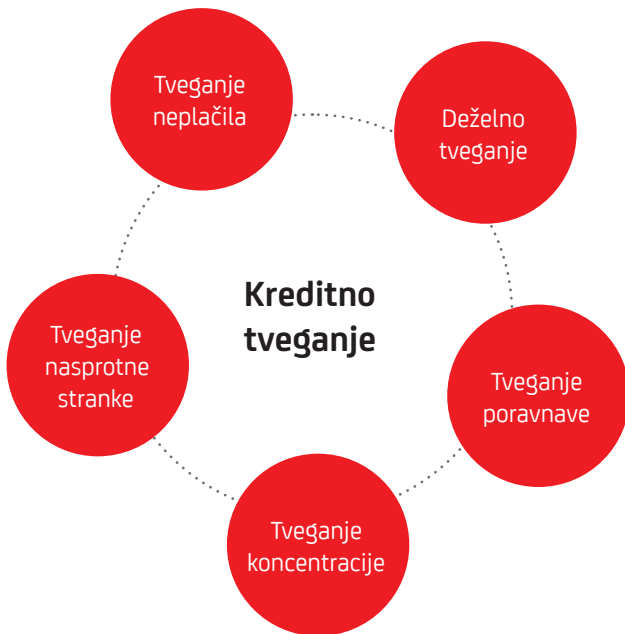 Tveganje
neplačila
Deželno
tveganje
Kreditno
tveganje
Tveganje
nasprotne
stranke
Tveganje
poravnave
Tveganje
koncentracije